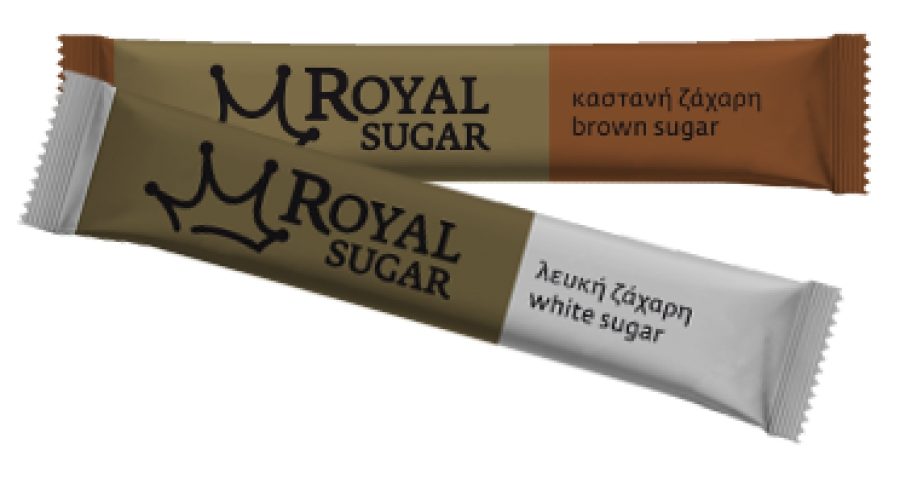 ROYAL
SUGAR
καστανή ζάχαρη
brown sugar
ROYAL
SUGAR
λευκή ζάχαρη
white sugar